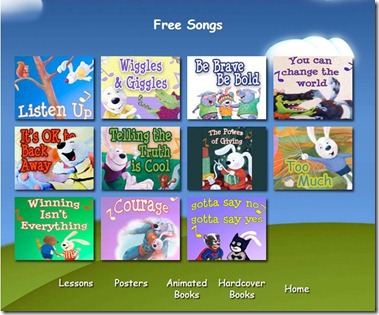 Free Songs
Listen Up
Wiggles
& Giggles
Be Brave
Be Bold
You can
change the
world
It's OK to
Back
Away
Telling the
Truth
is Cool
The Power
of Giving
Too
Much
Winning
Isn't
Everything
Courage
gotta say no
gotta say yes
Lessons
Posters
Animated
Books
Hardcover
Books
Home